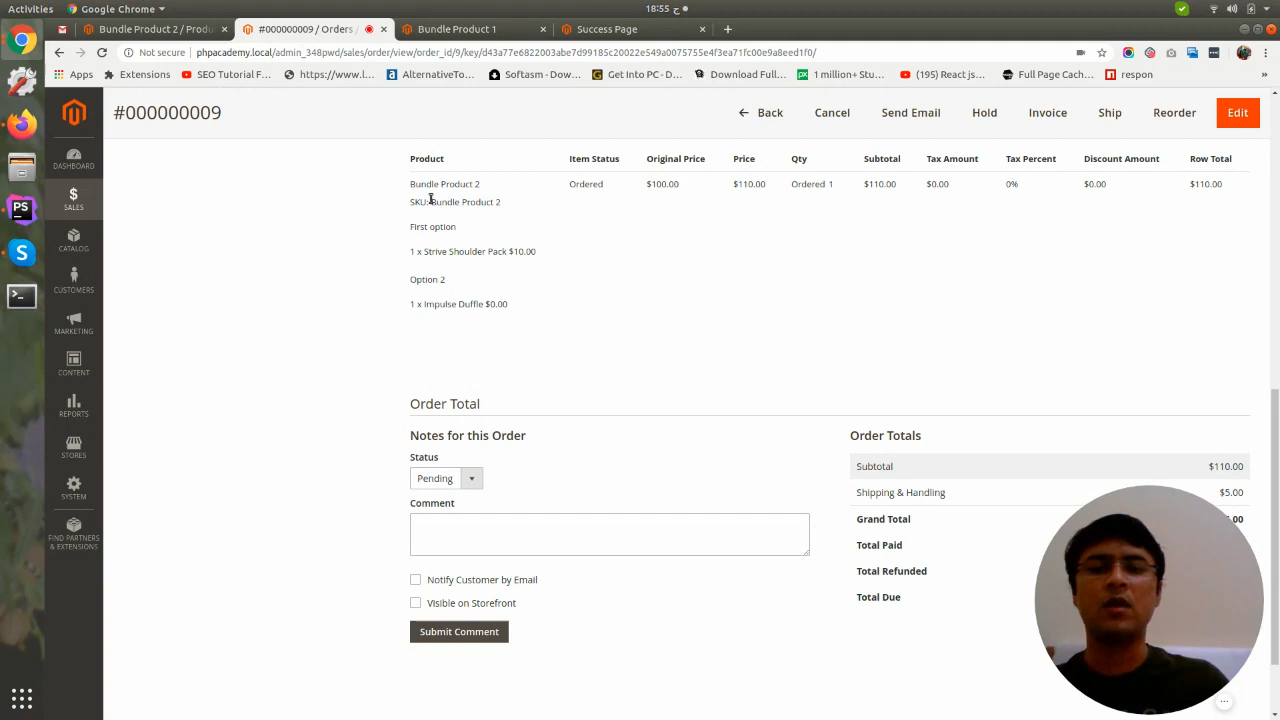 Activities
Google Chrome
18:55 ح
Bundle Product 2 / Produ
#000000009 / Orders /
Bundle Product 1
Success Page
Not secure
phpacademy.local/admin_348pwd/sales/order/view/order_id/9/key/d43a77e6822003abe7d99185c20022e549a0075755e4f3ea71fc00e9a8eed1f0/
Apps
Extensions
SEO Tutorial F...
https://www.l...
AlternativeTo...
Softasm - Dow...
Get Into PC - D...
Download Full...
1 million+ Stu...
(195) React js...
Full Page Cach...
respon
»
#000000009
Back
Cancel
Send Email
Hold
Invoice
Ship
Reorder
Edit
DASHBOARD
SALES
CATALOG
CUSTOMERS
MARKETING
CONTENT
REPORTS
STORES
SYSTEM
FIND PARTNERS
& EXTENSIONS
Product Item Status Original Price Price Qty Subtotal Tax Amount Tax Percent Discount Amount Row Total
Bundle Product 2 Ordered $100.00 $110.00 Ordered 1 $110.00 $0.00 0% $0.00 $110.00
SKU: Bundle Product 2
First option
1 x Strive Shoulder Pack $10.00
Option 2
1 x Impulse Duffle $0.00
Order Total
Notes for this Order
Status
Pending
Comment
Notify Customer by Email
Visible on Storefront
Submit Comment
Order Totals
Subtotal $110.00
Shipping & Handling $5.00
Grand Total
Total Paid
Total Refunded
Total Due